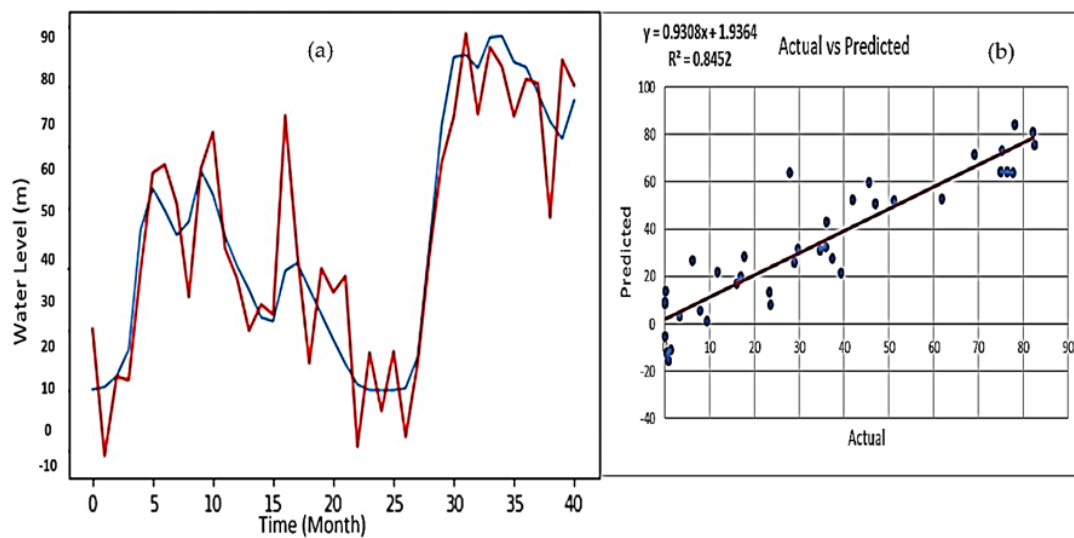 (a)
90
80
70
60
50
40
30
20
10
0
-10
Water Level (m)
0 5 10 15 20 25 30 35 40
Time (Month)
y = 0.9308x + 1.9364
R² = 0.8452
Actual vs Predicted
(b)
100
80
60
40
20
0
-20
-40
Predicted
10 20 30 40 50 60 70 80 90
Actual